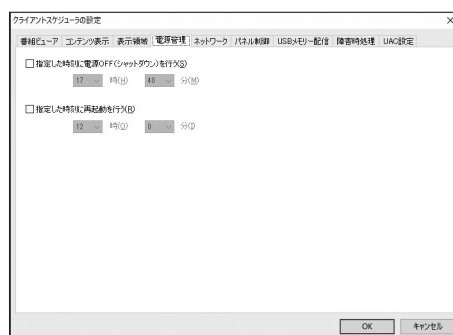 クライアントスケジューラの設定
番組ビューア コンテンツ表示 表示領域 電源管理 ネットワーク パネル制御 USBメモリー配信 障害時処理 UAC設定
指定した時刻に電源OFF(シャットダウン)を行う(S)
17 時(H) 40 分(M)
指定した時刻に再起動を行う(R)
12 時(O) 0 分(I)
OK キャンセル